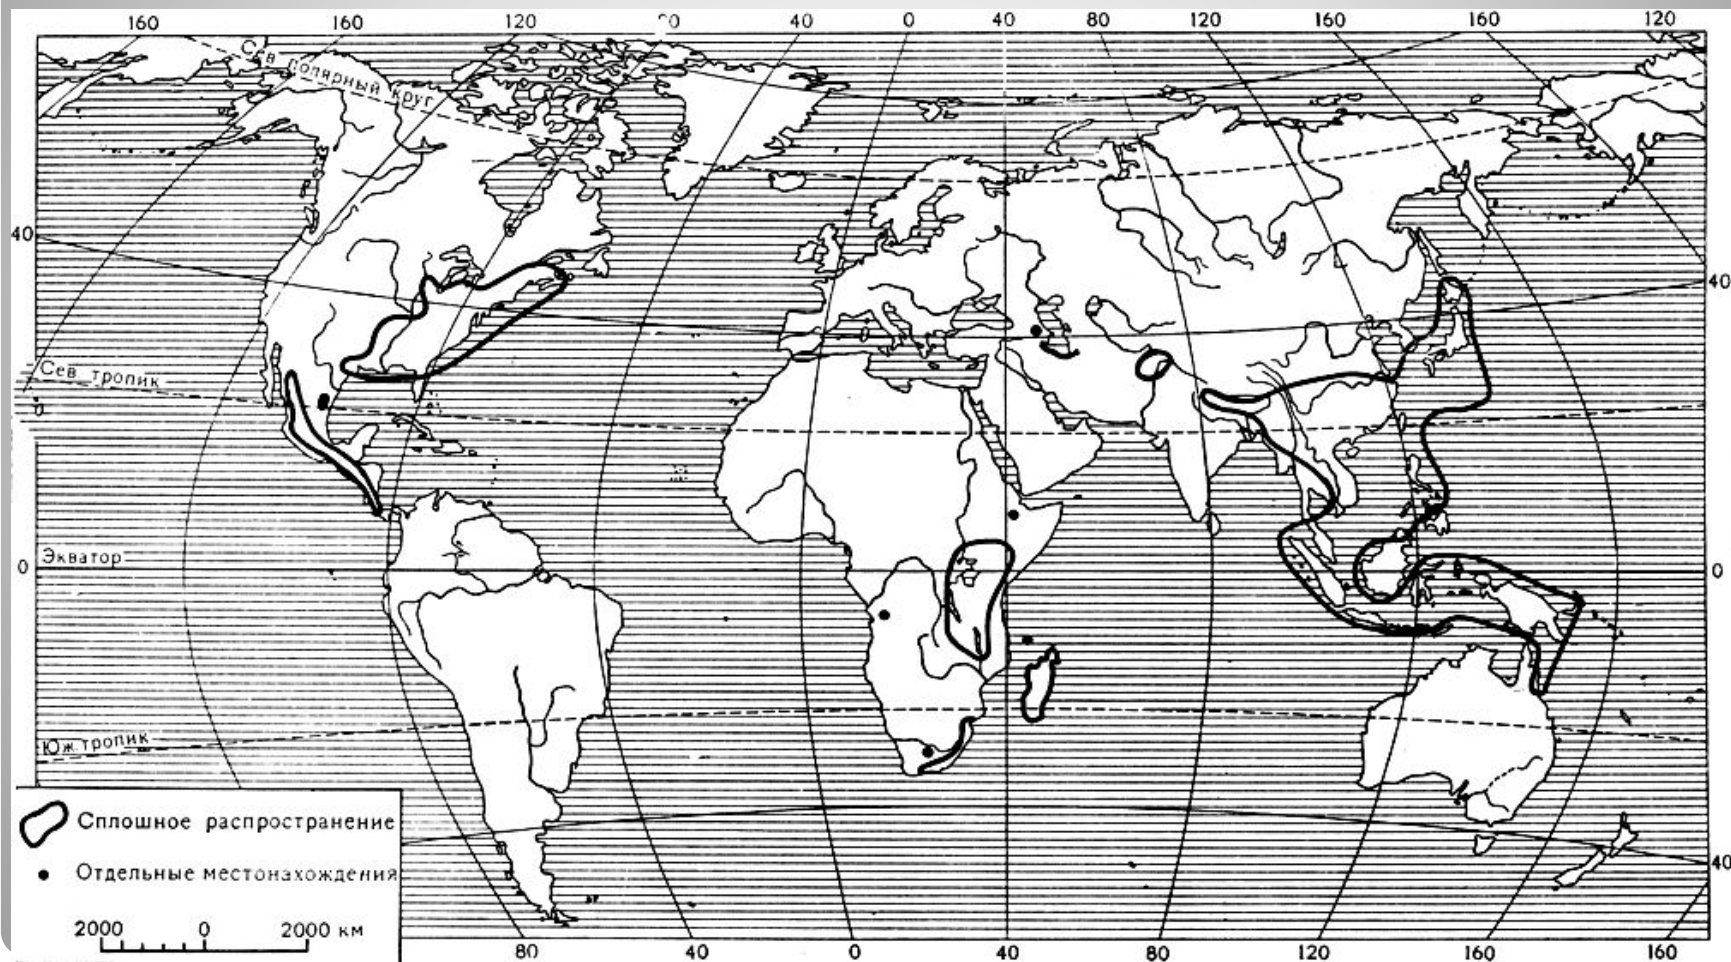 160 160 120 80 40 0 40 80 120 160 160 120
Сев. полярный круг
40
40
Сев. тропик
0 Экватор 0
Юж. тропик
Сплошное распространение
Отдельные местонахождения
40
2000 0 2000 км
80 40 0 40 80 120 160 160